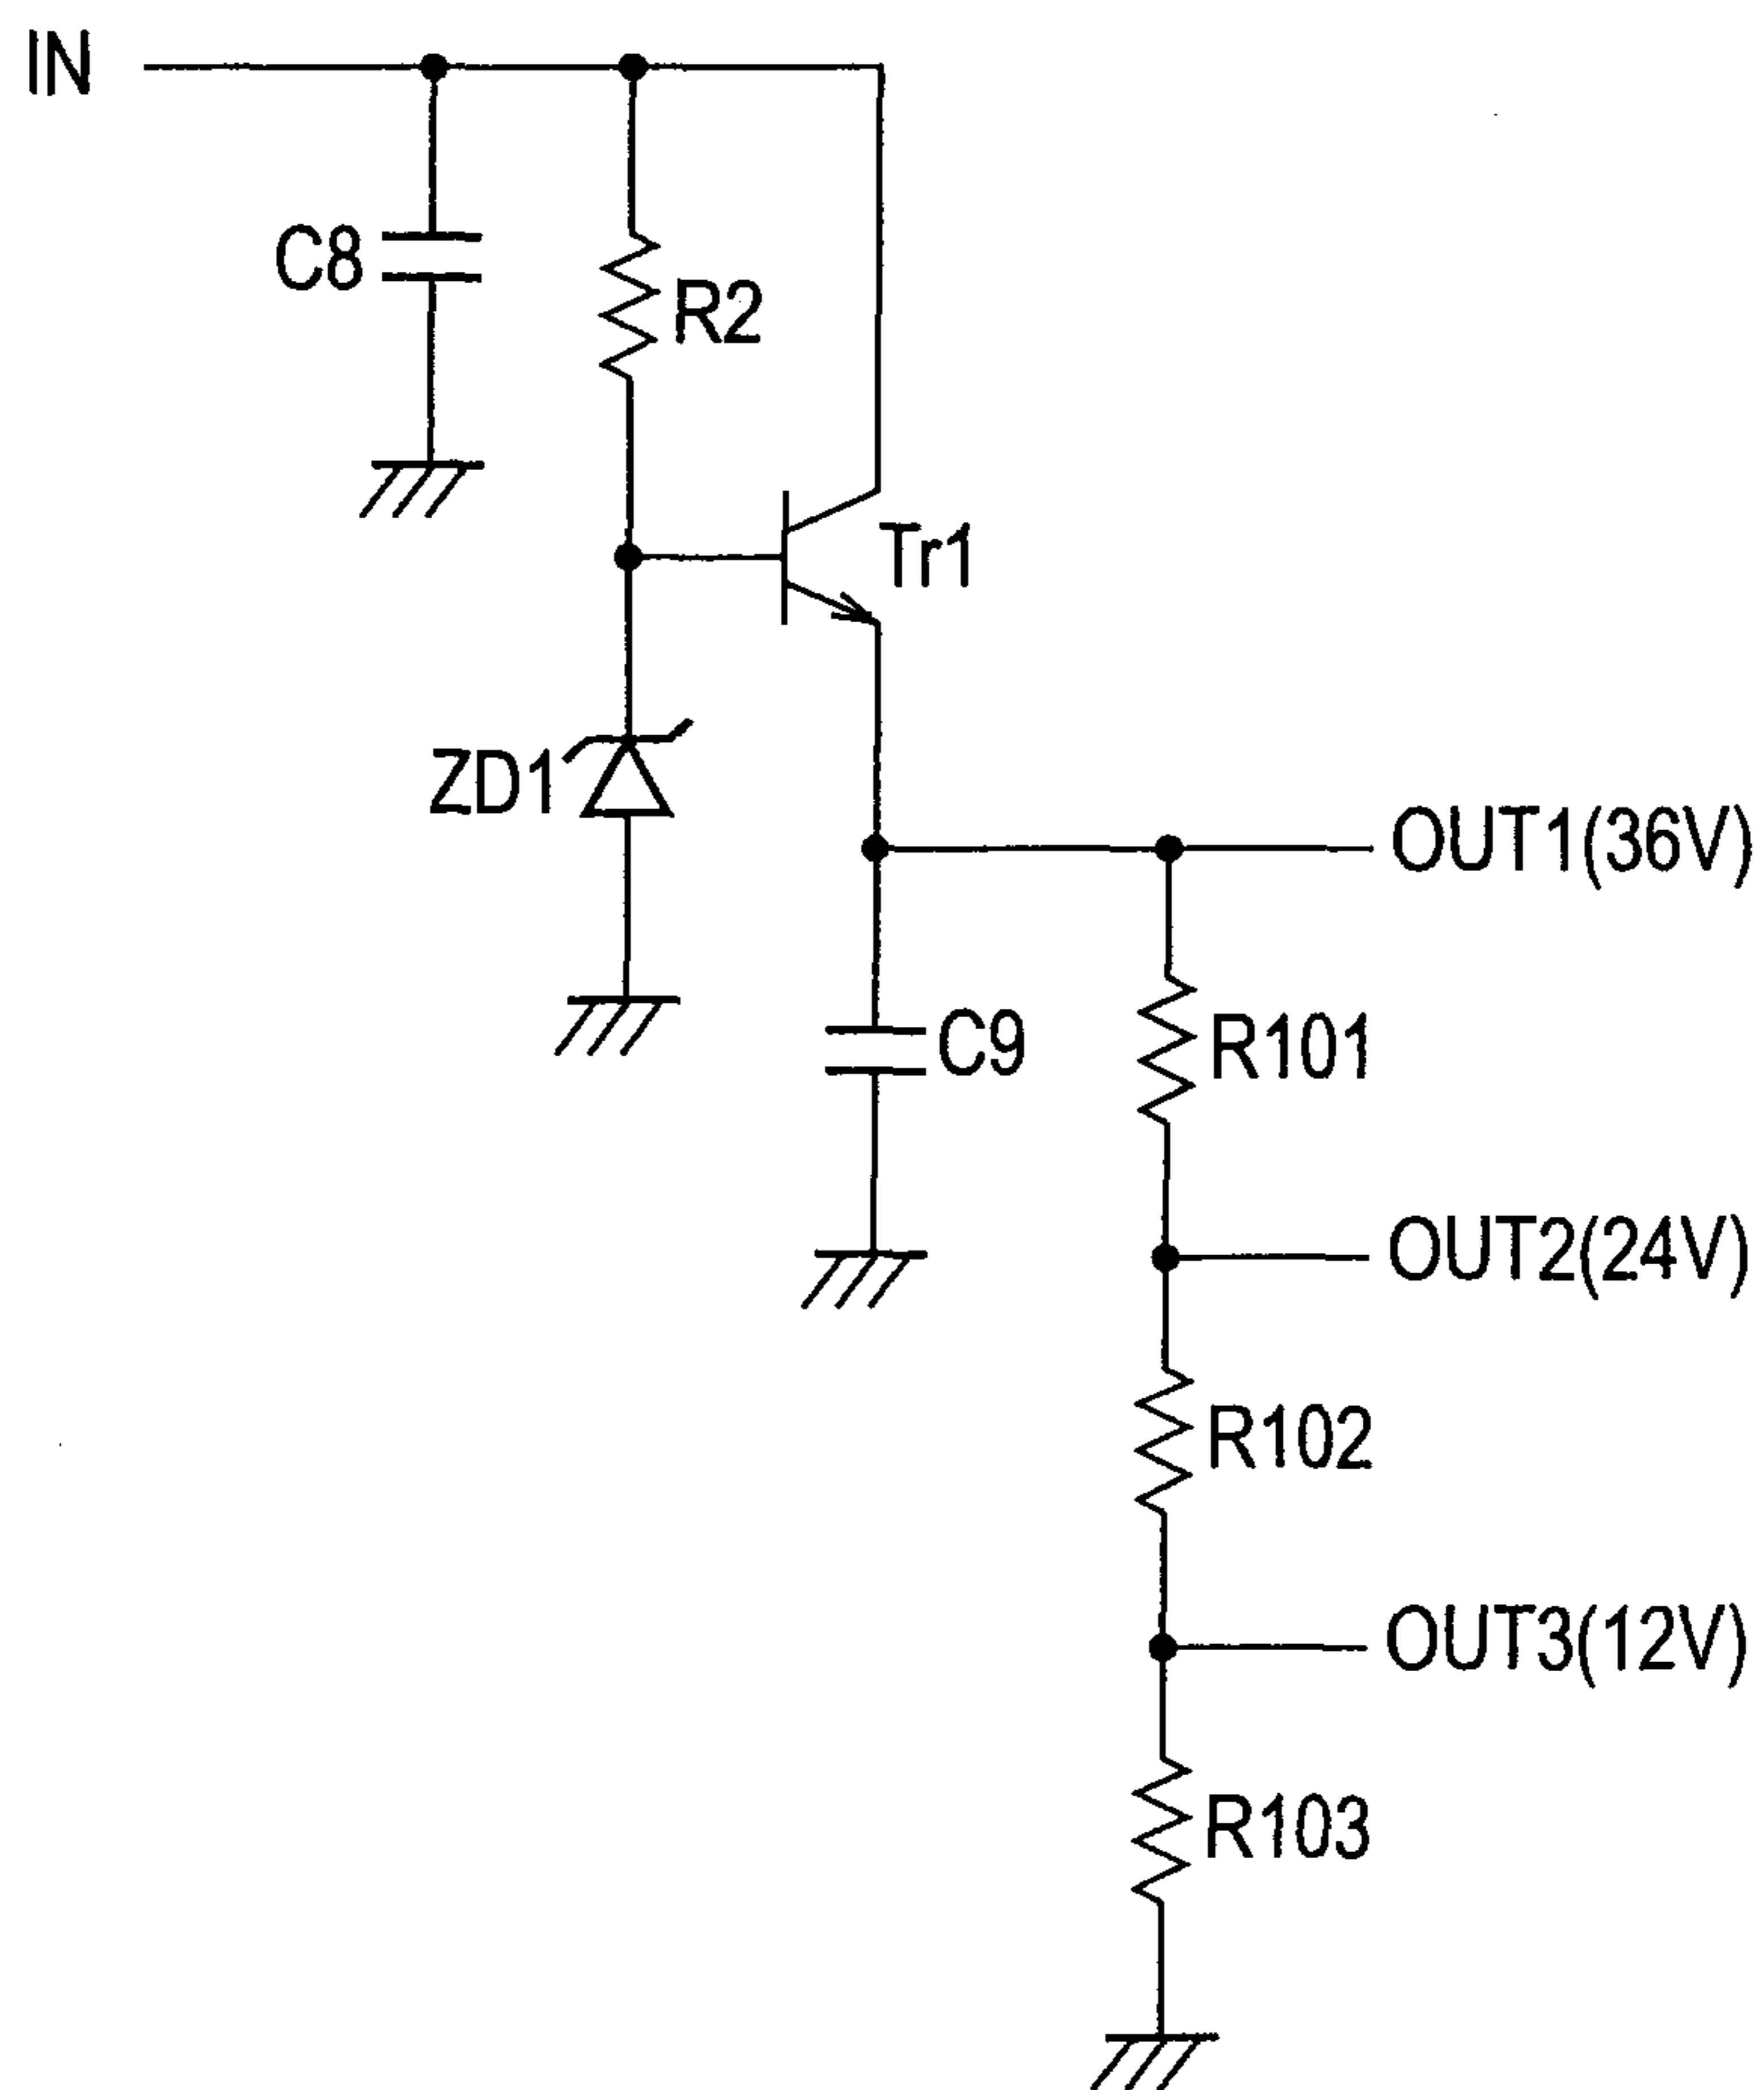 IN
C8
R2
Tr1
ZD1
OUT1(36V)
C9
R101
OUT2(24V)
R102
OUT3(12V)
R103